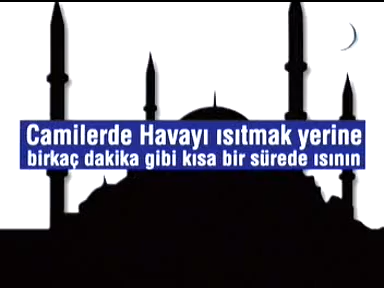 Camilerde Havayı ısıtmak yerine
birkaç dakika gibi kısa bir sürede ısının